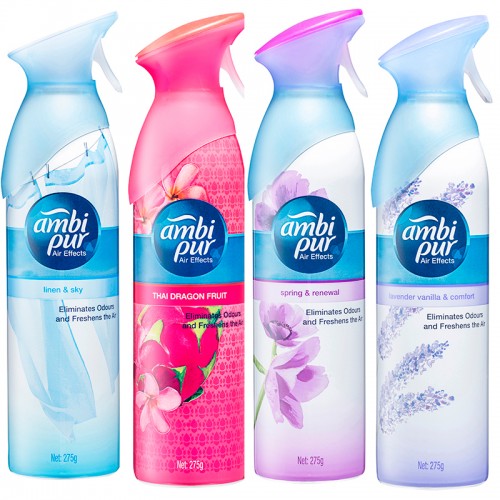 ambi
pur
Air Effects
linen & sky
Eliminates Odours
and Freshens the Air
Net: 275g
ambi
pur
Air Effects
THAI DRAGON FRUIT
Eliminates Odours
and Freshens the Air
Net: 275g
ambi
pur
Air Effects
spring & renewal
Eliminates Odours
and Freshens the Air
Net: 275g
ambi
pur
Air Effects
lavender vanilla & comfort
Eliminates Odours
and Freshens the Air
Net: 275g